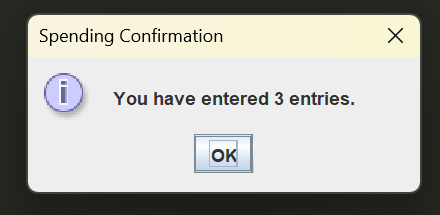 Spending Confirmation
You have entered 3 entries.
OK